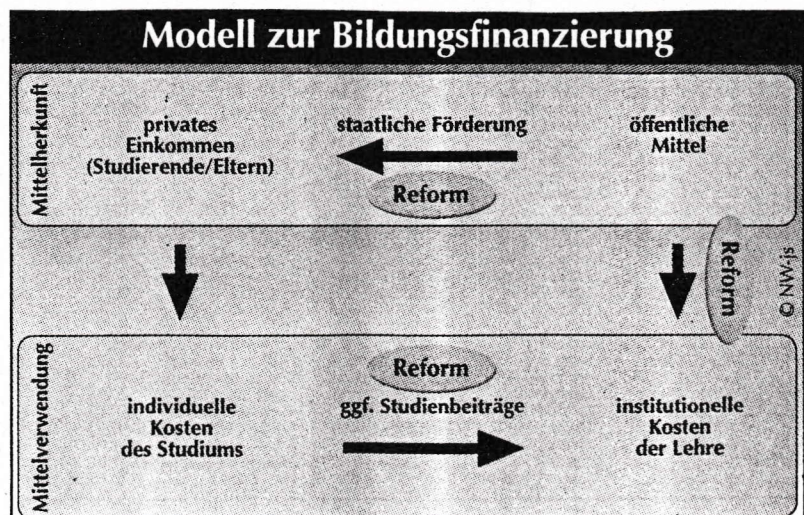 Modell zur Bildungsfinanzierung
Mittelherkunft
privates
Einkommen
(Studierende/Eltern)
staatliche Förderung
Reform
öffentliche
Mittel
Reform
© NW-js
Mittelverwendung
individuelle
Kosten
des Studiums
Reform
ggf. Studienbeiträge
institutionelle
Kosten
der Lehre